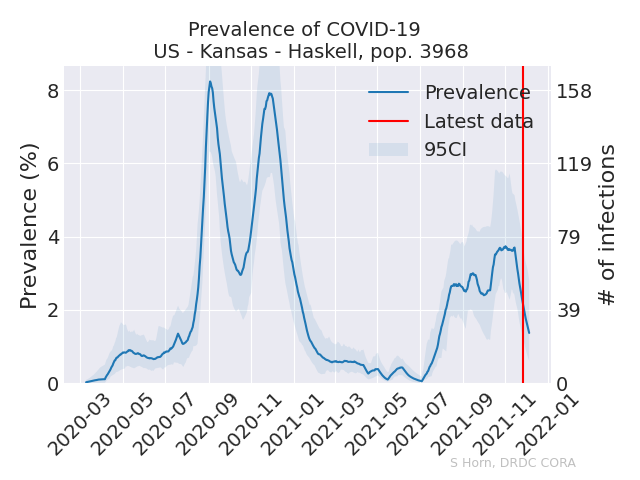 Prevalence of COVID-19
US - Kansas - Haskell, pop. 3968
Prevalence (%)
8
6
4
2
0
Prevalence
Latest data
95CI
158
119
79
39
0
# of infections
2020-03
2020-05
2020-07
2020-09
2020-11
2021-01
2021-03
2021-05
2021-07
2021-09
2021-11
2022-01
S Horn, DRDC CORA